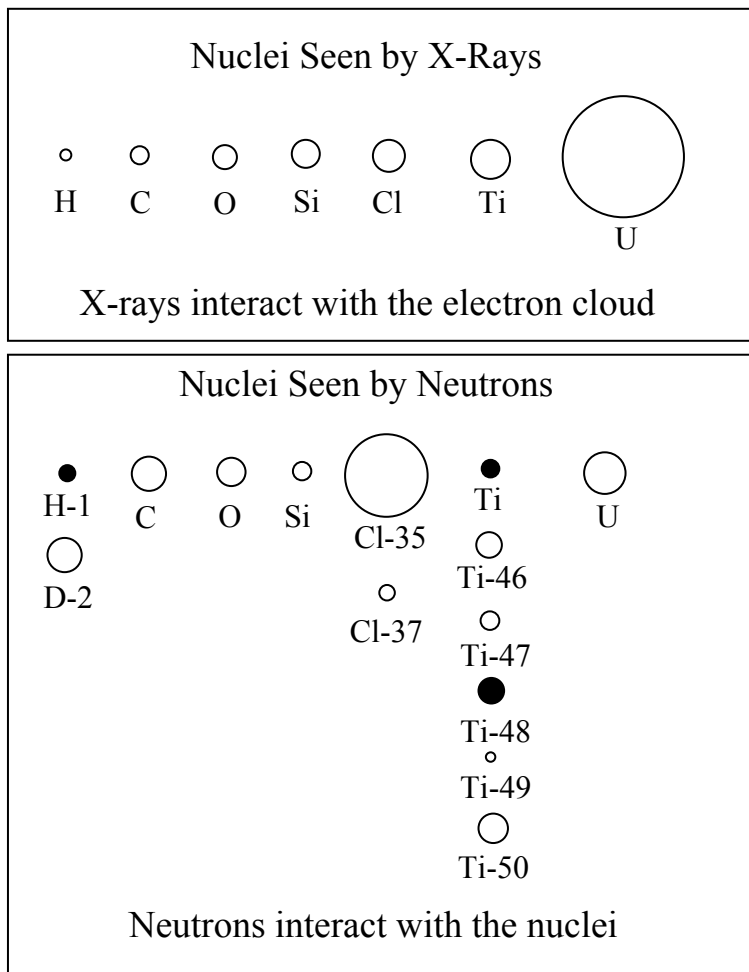 Nuclei Seen by X-Rays
H C O Si Cl Ti U
X-rays interact with the electron cloud
Nuclei Seen by Neutrons
H-1 C O Si Cl-35 Ti U
D-2 Cl-37 Ti-46
Ti-47
Ti-48
Ti-49
Ti-50
Neutrons interact with the nuclei